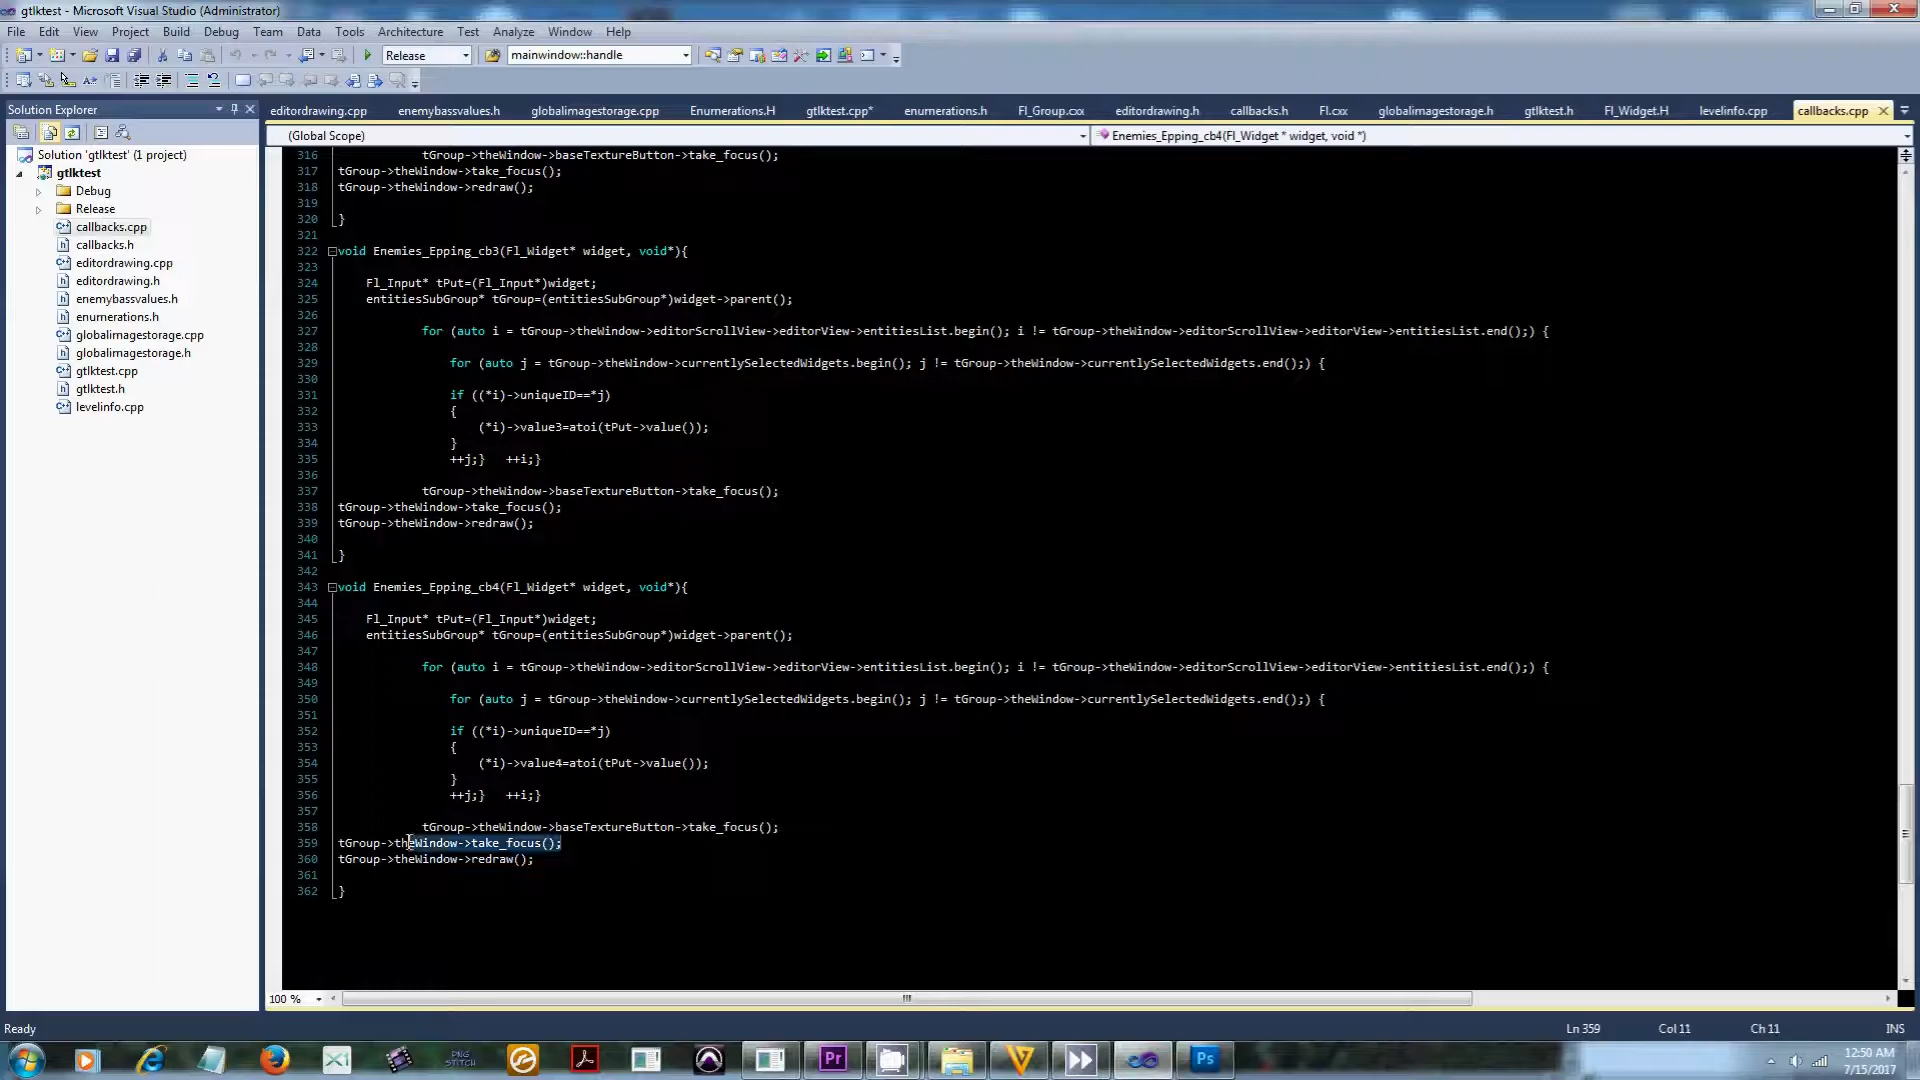 gtlktest - Microsoft Visual Studio (Administrator)
File Edit View Project Build Debug Team Data Tools Architecture Test Analyze Window Help
Release mainwindow::handle
Solution Explorer
editordrawing.cpp enemybassvalues.h globalimagestorage.cpp Enumerations.H gtlktest.cpp* enumerations.h Fl_Group.cxx editordrawing.h callbacks.h Fl.cxx globalimagestorage.h gtlktest.h Fl_Widget.H levelinfo.cpp callbacks.cpp
(Global Scope) Enemies_Epping_cb4(Fl_Widget * widget, void *)
Solution 'gtlktest' (1 project)
gtlktest
Debug
Release
callbacks.cpp
callbacks.h
editordrawing.cpp
editordrawing.h
enemybassvalues.h
enumerations.h
globalimagestorage.cpp
globalimagestorage.h
gtlktest.cpp
gtlktest.h
levelinfo.cpp
316 tGroup->theWindow->baseTextureButton->take_focus();
317 tGroup->theWindow->take_focus();
318 tGroup->theWindow->redraw();
319
320 }
321
322 void Enemies_Epping_cb3(Fl_Widget* widget, void*){
323
324 Fl_Input* tPut=(Fl_Input*)widget;
325 entitiesSubGroup* tGroup=(entitiesSubGroup*)widget->parent();
326
327 for (auto i = tGroup->theWindow->editorScrollView->editorView->entitiesList.begin(); i != tGroup->theWindow->editorScrollView->editorView->entitiesList.end();) {
328
329 for (auto j = tGroup->theWindow->currentlySelectedWidgets.begin(); j != tGroup->theWindow->currentlySelectedWidgets.end();) {
330
331 if ((*i)->uniqueID==*j)
332 {
333 (*i)->value3=atoi(tPut->value());
334 }
335 ++j;} ++i;}
336
337 tGroup->theWindow->baseTextureButton->take_focus();
338 tGroup->theWindow->take_focus();
339 tGroup->theWindow->redraw();
340
341 }
342
343 void Enemies_Epping_cb4(Fl_Widget* widget, void*){
344
345 Fl_Input* tPut=(Fl_Input*)widget;
346 entitiesSubGroup* tGroup=(entitiesSubGroup*)widget->parent();
347
348 for (auto i = tGroup->theWindow->editorScrollView->editorView->entitiesList.begin(); i != tGroup->theWindow->editorScrollView->editorView->entitiesList.end();) {
349
350 for (auto j = tGroup->theWindow->currentlySelectedWidgets.begin(); j != tGroup->theWindow->currentlySelectedWidgets.end();) {
351
352 if ((*i)->uniqueID==*j)
353 {
354 (*i)->value4=atoi(tPut->value());
355 }
356 ++j;} ++i;}
357
358 tGroup->theWindow->baseTextureButton->take_focus();
359 tGroup->theWindow->take_focus();
360 tGroup->theWindow->redraw();
361
362 }
100 %
Ready Ln 359 Col 11 Ch 11 INS
X1 PNG STITCH Pr Ps
12:50 AM
7/15/2017